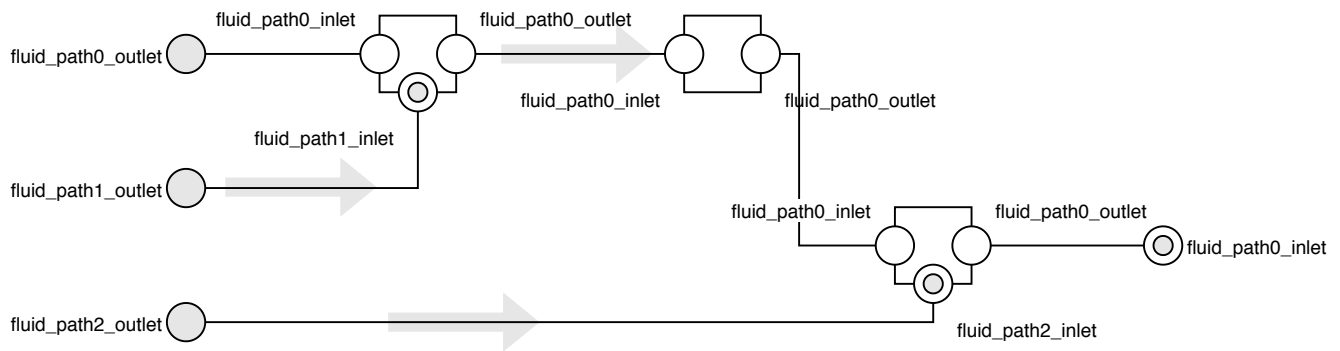 fluid_path0_inlet
fluid_path0_outlet
fluid_path0_outlet
fluid_path0_inlet
fluid_path0_outlet
fluid_path1_inlet
fluid_path1_outlet
fluid_path0_inlet
fluid_path0_outlet
fluid_path0_inlet
fluid_path2_outlet
fluid_path2_inlet